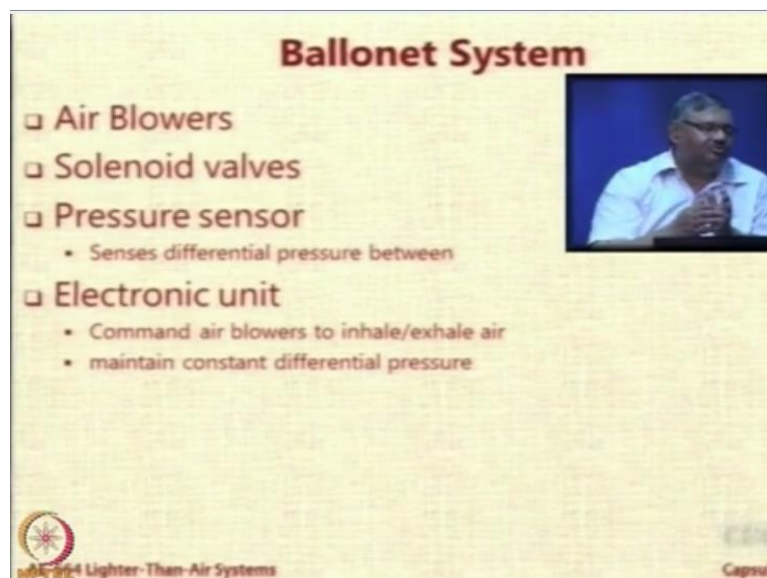 Ballonet System
Air Blowers
Solenoid valves
Pressure sensor
Senses differential pressure between
Electronic unit
Command air blowers to inhale/exhale air
maintain constant differential pressure
Lighter-Than-Air Systems
Capsul